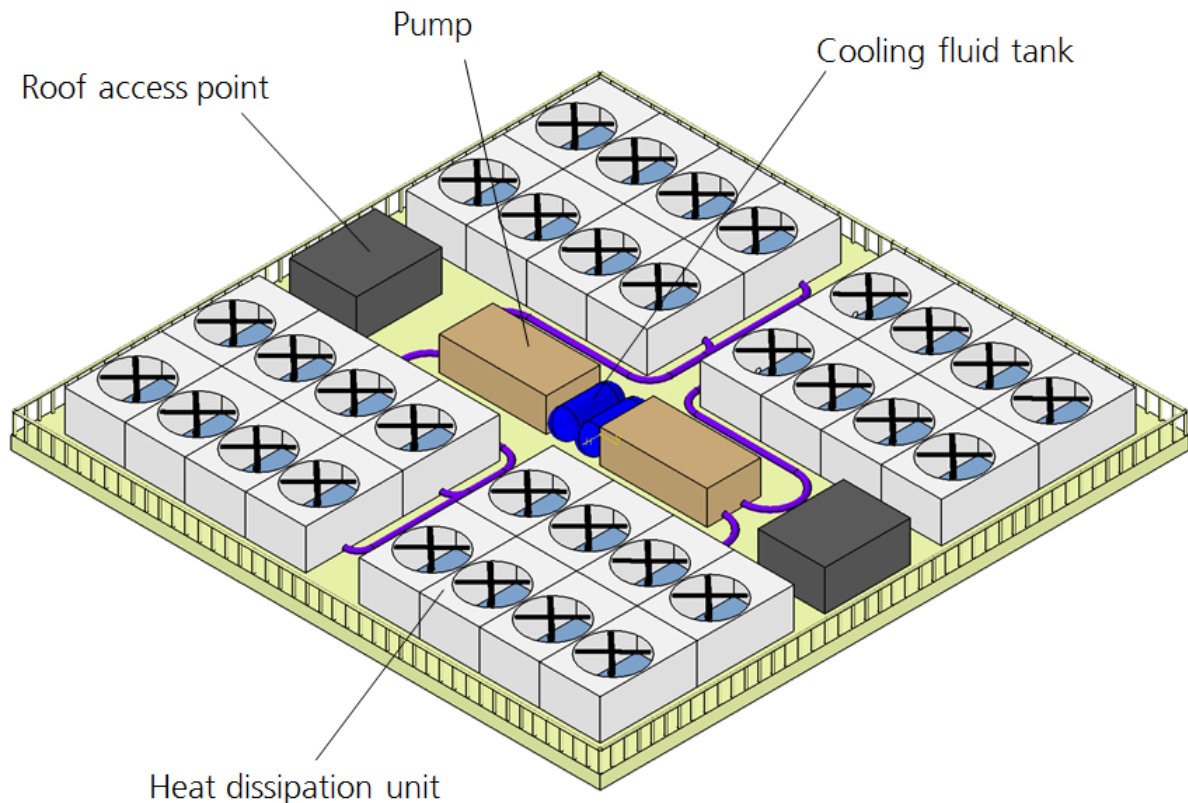 Pump
Cooling fluid tank
Roof access point
Heat dissipation unit